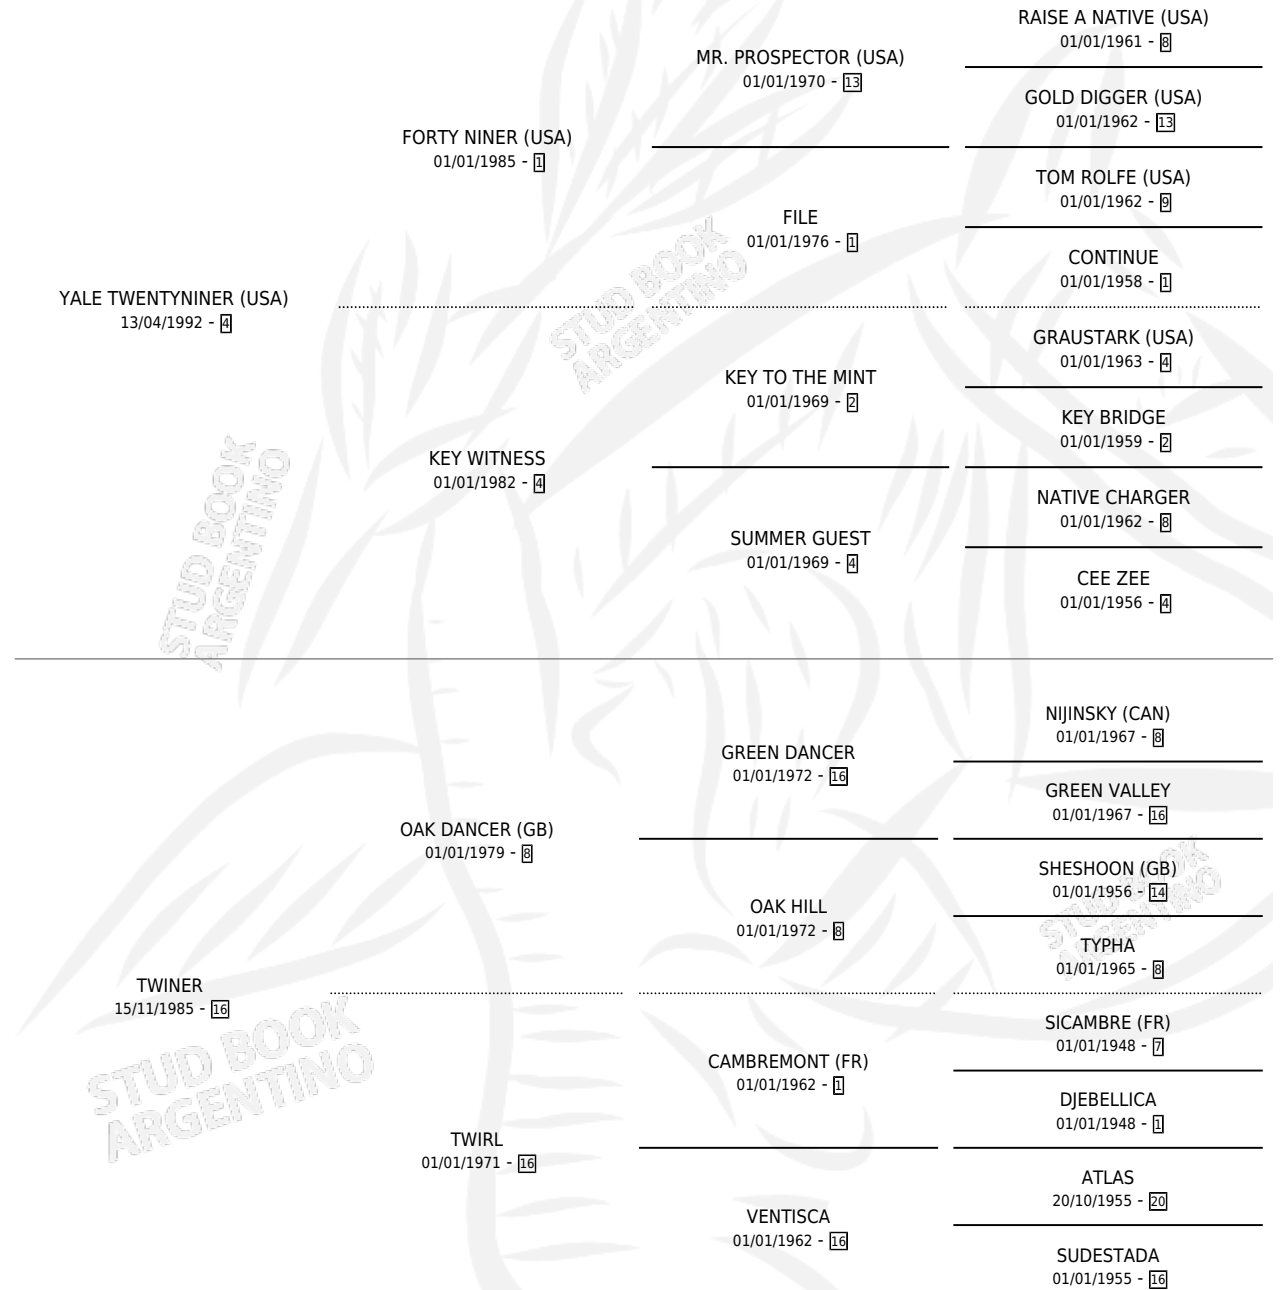 RAISE A NATIVE (USA)
01/01/1961 - 8
MR. PROSPECTOR (USA)
01/01/1970 - 13
GOLD DIGGER (USA)
01/01/1962 - 13
FORTY NINER (USA)
01/01/1985 - 1
TOM ROLFE (USA)
01/01/1962 - 9
FILE
01/01/1976 - 1
CONTINUE
01/01/1958 - 1
YALE TWENTYNINER (USA)
13/04/1992 - 4
STUD BOOK
ARGENTINO
GRAUSTARK (USA)
01/01/1963 - 4
KEY TO THE MINT
01/01/1969 - 2
KEY BRIDGE
01/01/1959 - 2
KEY WITNESS
01/01/1982 - 4
NATIVE CHARGER
01/01/1962 - 8
SUMMER GUEST
01/01/1969 - 4
CEE ZEE
01/01/1956 - 4
STUD BOOK
ARGENTINO
NIJINSKY (CAN)
01/01/1967 - 8
GREEN DANCER
01/01/1972 - 16
GREEN VALLEY
01/01/1967 - 16
OAK DANCER (GB)
01/01/1979 - 8
SHESHOON (GB)
01/01/1956 - 14
OAK HILL
01/01/1972 - 8
STUD BOOK
ARGENTINO
TYPHA
01/01/1965 - 8
TWINER
15/11/1985 - 16
SICAMBRE (FR)
01/01/1948 - 7
CAMBREMONT (FR)
01/01/1962 - 1
DJEBELLICA
01/01/1948 - 1
STUD BOOK
ARGENTINO
TWIRL
01/01/1971 - 16
ATLAS
20/10/1955 - 20
VENTISCA
01/01/1962 - 16
SUDESTADA
01/01/1955 - 16